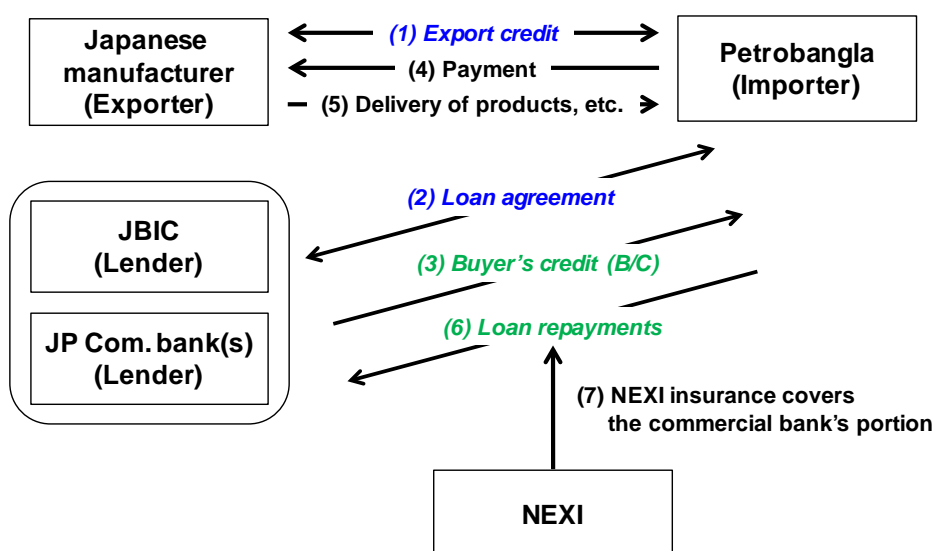 Japanese
manufacturer
(Exporter)
(1) Export credit
(4) Payment
(5) Delivery of products, etc.
Petrobangla
(Importer)
(2) Loan agreement
JBIC
(Lender)
(3) Buyer's credit (B/C)
JP Com. bank(s)
(Lender)
(6) Loan repayments
(7) NEXI insurance covers
the commercial bank's portion
NEXI